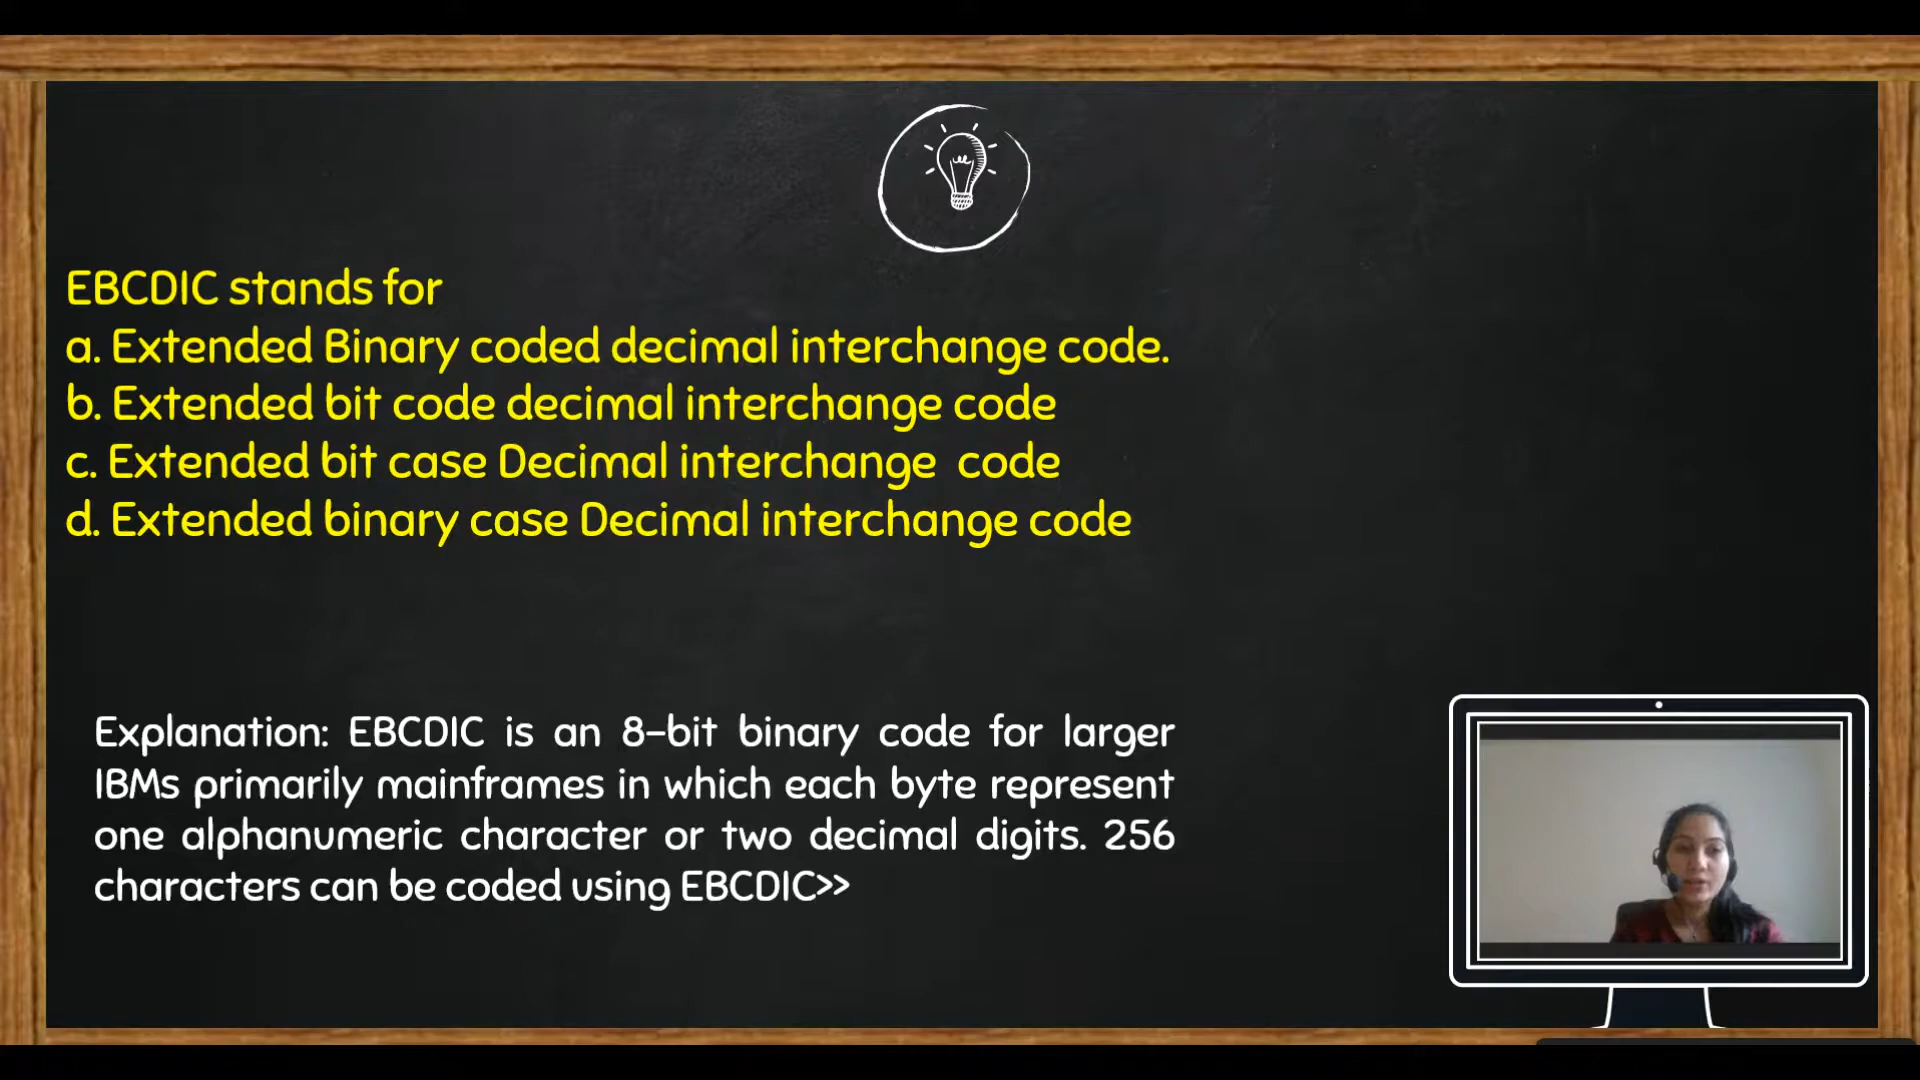 EBCDIC stands for
a. Extended Binary coded decimal interchange code.
b. Extended bit code decimal interchange code
c. Extended bit case Decimal interchange  code
d. Extended binary case Decimal interchange code
Explanation: EBCDIC is an 8-bit binary code for larger
IBMs primarily mainframes in which each byte represent
one alphanumeric character or two decimal digits. 256
characters can be coded using EBCDIC>>